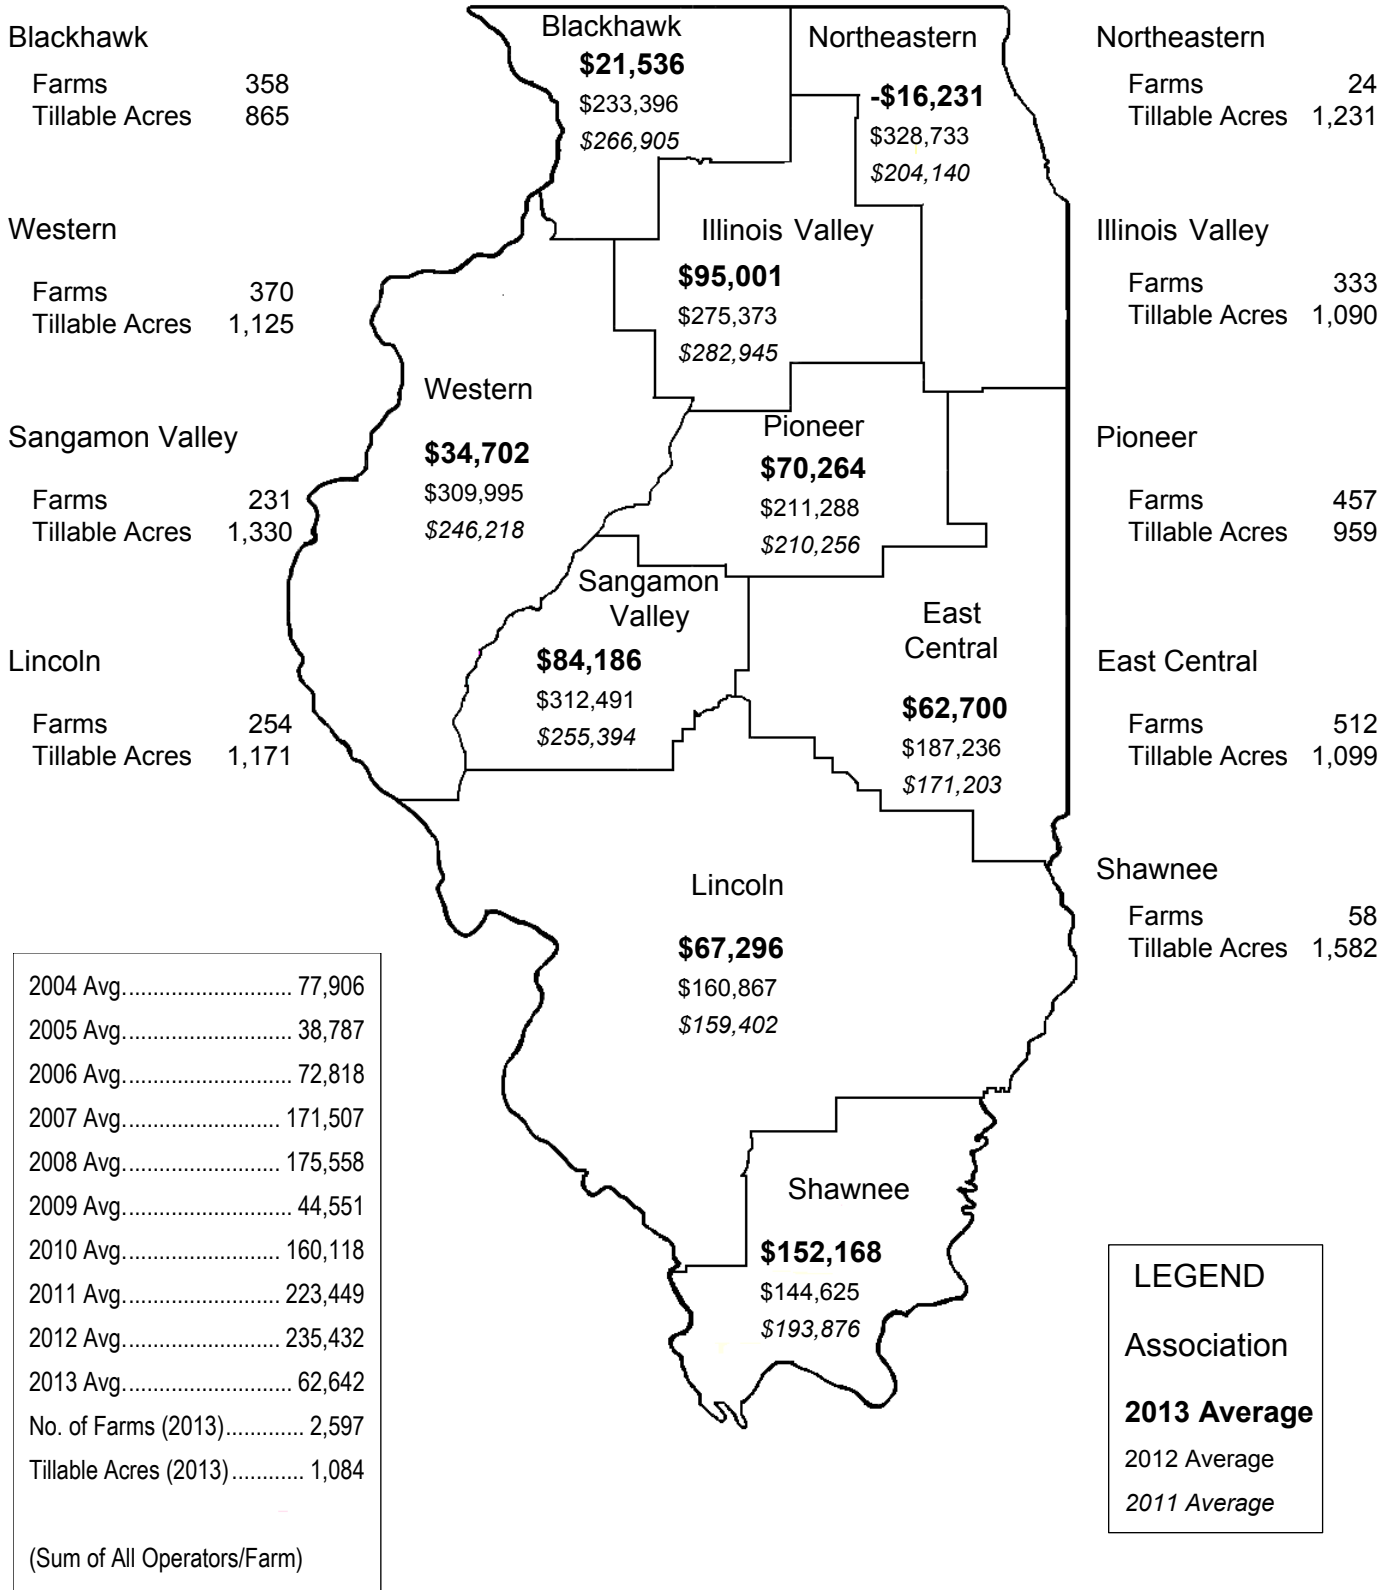 Blackhawk
Farms 358
Tillable Acres 865
Western
Farms 370
Tillable Acres 1,125
Sangamon Valley
Farms 231
Tillable Acres 1,330
Lincoln
Farms 254
Tillable Acres 1,171
Blackhawk
$21,536
$233,396
$266,905
Northeastern
-$16,231
$328,733
$204,140
Illinois Valley
$95,001
$275,373
$282,945
Western
$34,702
$309,995
$246,218
Pioneer
$70,264
$211,288
$210,256
Sangamon
Valley
$84,186
$312,491
$255,394
East
Central
$62,700
$187,236
$171,203
Lincoln
$67,296
$160,867
$159,402
Shawnee
$152,168
$144,625
$193,876
Northeastern
Farms 24
Tillable Acres 1,231
Illinois Valley
Farms 333
Tillable Acres 1,090
Pioneer
Farms 457
Tillable Acres 959
East Central
Farms 512
Tillable Acres 1,099
Shawnee
Farms 58
Tillable Acres 1,582
2004 Avg. .......................... 77,906
2005 Avg. .......................... 38,787
2006 Avg. .......................... 72,818
2007 Avg. ........................ 171,507
2008 Avg. ........................ 175,558
2009 Avg. .......................... 44,551
2010 Avg. ........................ 160,118
2011 Avg. ........................ 223,449
2012 Avg. ........................ 235,432
2013 Avg. .......................... 62,642
No. of Farms (2013) ............ 2,597
Tillable Acres (2013) ........... 1,084
(Sum of All Operators/Farm)
LEGEND
Association
2013 Average
2012 Average
2011 Average